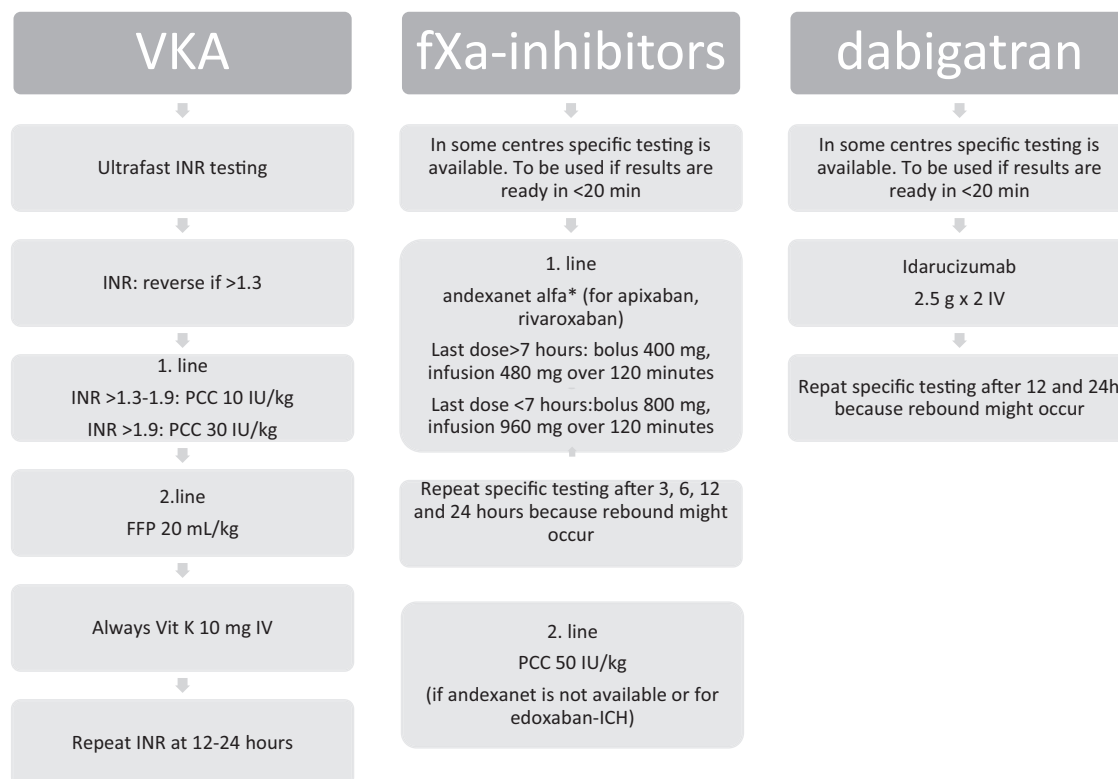 VKA
Ultrafast INR testing
INR: reverse if >1.3
1. line
INR >1.3-1.9: PCC 10 IU/kg
INR >1.9: PCC 30 IU/kg
2.line
FFP 20 mL/kg
Always Vit K 10 mg IV
Repeat INR at 12-24 hours
fXa-inhibitors
In some centres specific testing is
available. To be used if results are
ready in <20 min
1. line
andexanet alfa* (for apixaban,
rivaroxaban)
Last dose>7 hours: bolus 400 mg,
infusion 480 mg over 120 minutes
Last dose <7 hours:bolus 800 mg,
infusion 960 mg over 120 minutes
Repeat specific testing after 3, 6, 12
and 24 hours because rebound might
occur
2. line
PCC 50 IU/kg
(if andexanet is not available or for
edoxaban-ICH)
dabigatran
In some centres specific testing is
available. To be used if results are
ready in <20 min
Idarucizumab
2.5 g x 2 IV
Repat specific testing after 12 and 24h
because rebound might occur